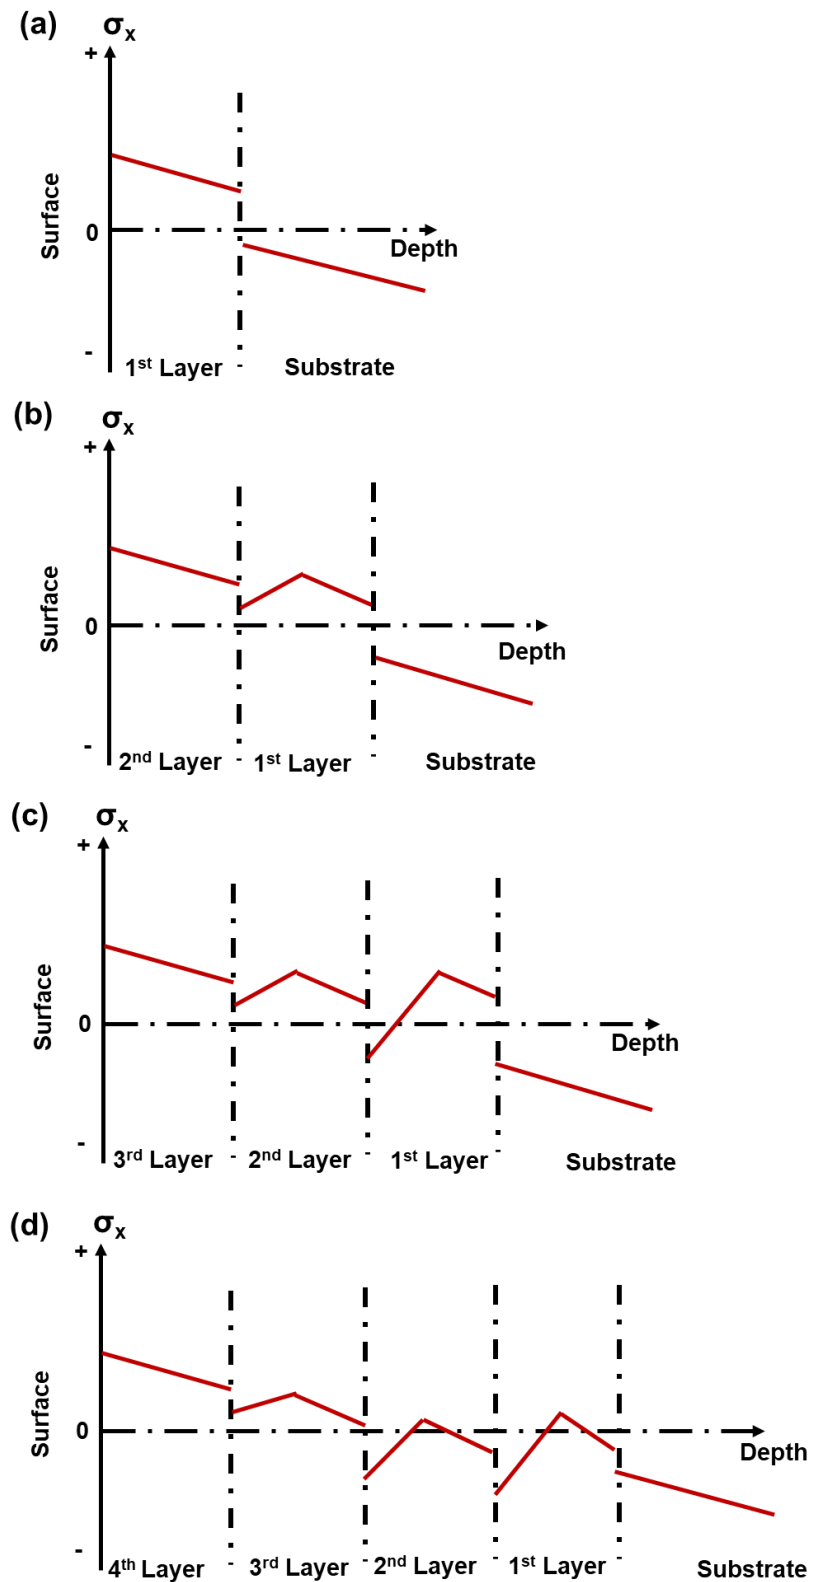 (a)
σx
+
Surface
0
Depth
-
1st Layer
Substrate
(b)
σx
+
Surface
0
Depth
-
2nd Layer
1st Layer
Substrate
(c)
σx
+
Surface
0
Depth
-
3rd Layer
2nd Layer
1st Layer
Substrate
(d)
σx
+
Surface
0
Depth
-
4th Layer
3rd Layer
2nd Layer
1st Layer
Substrate